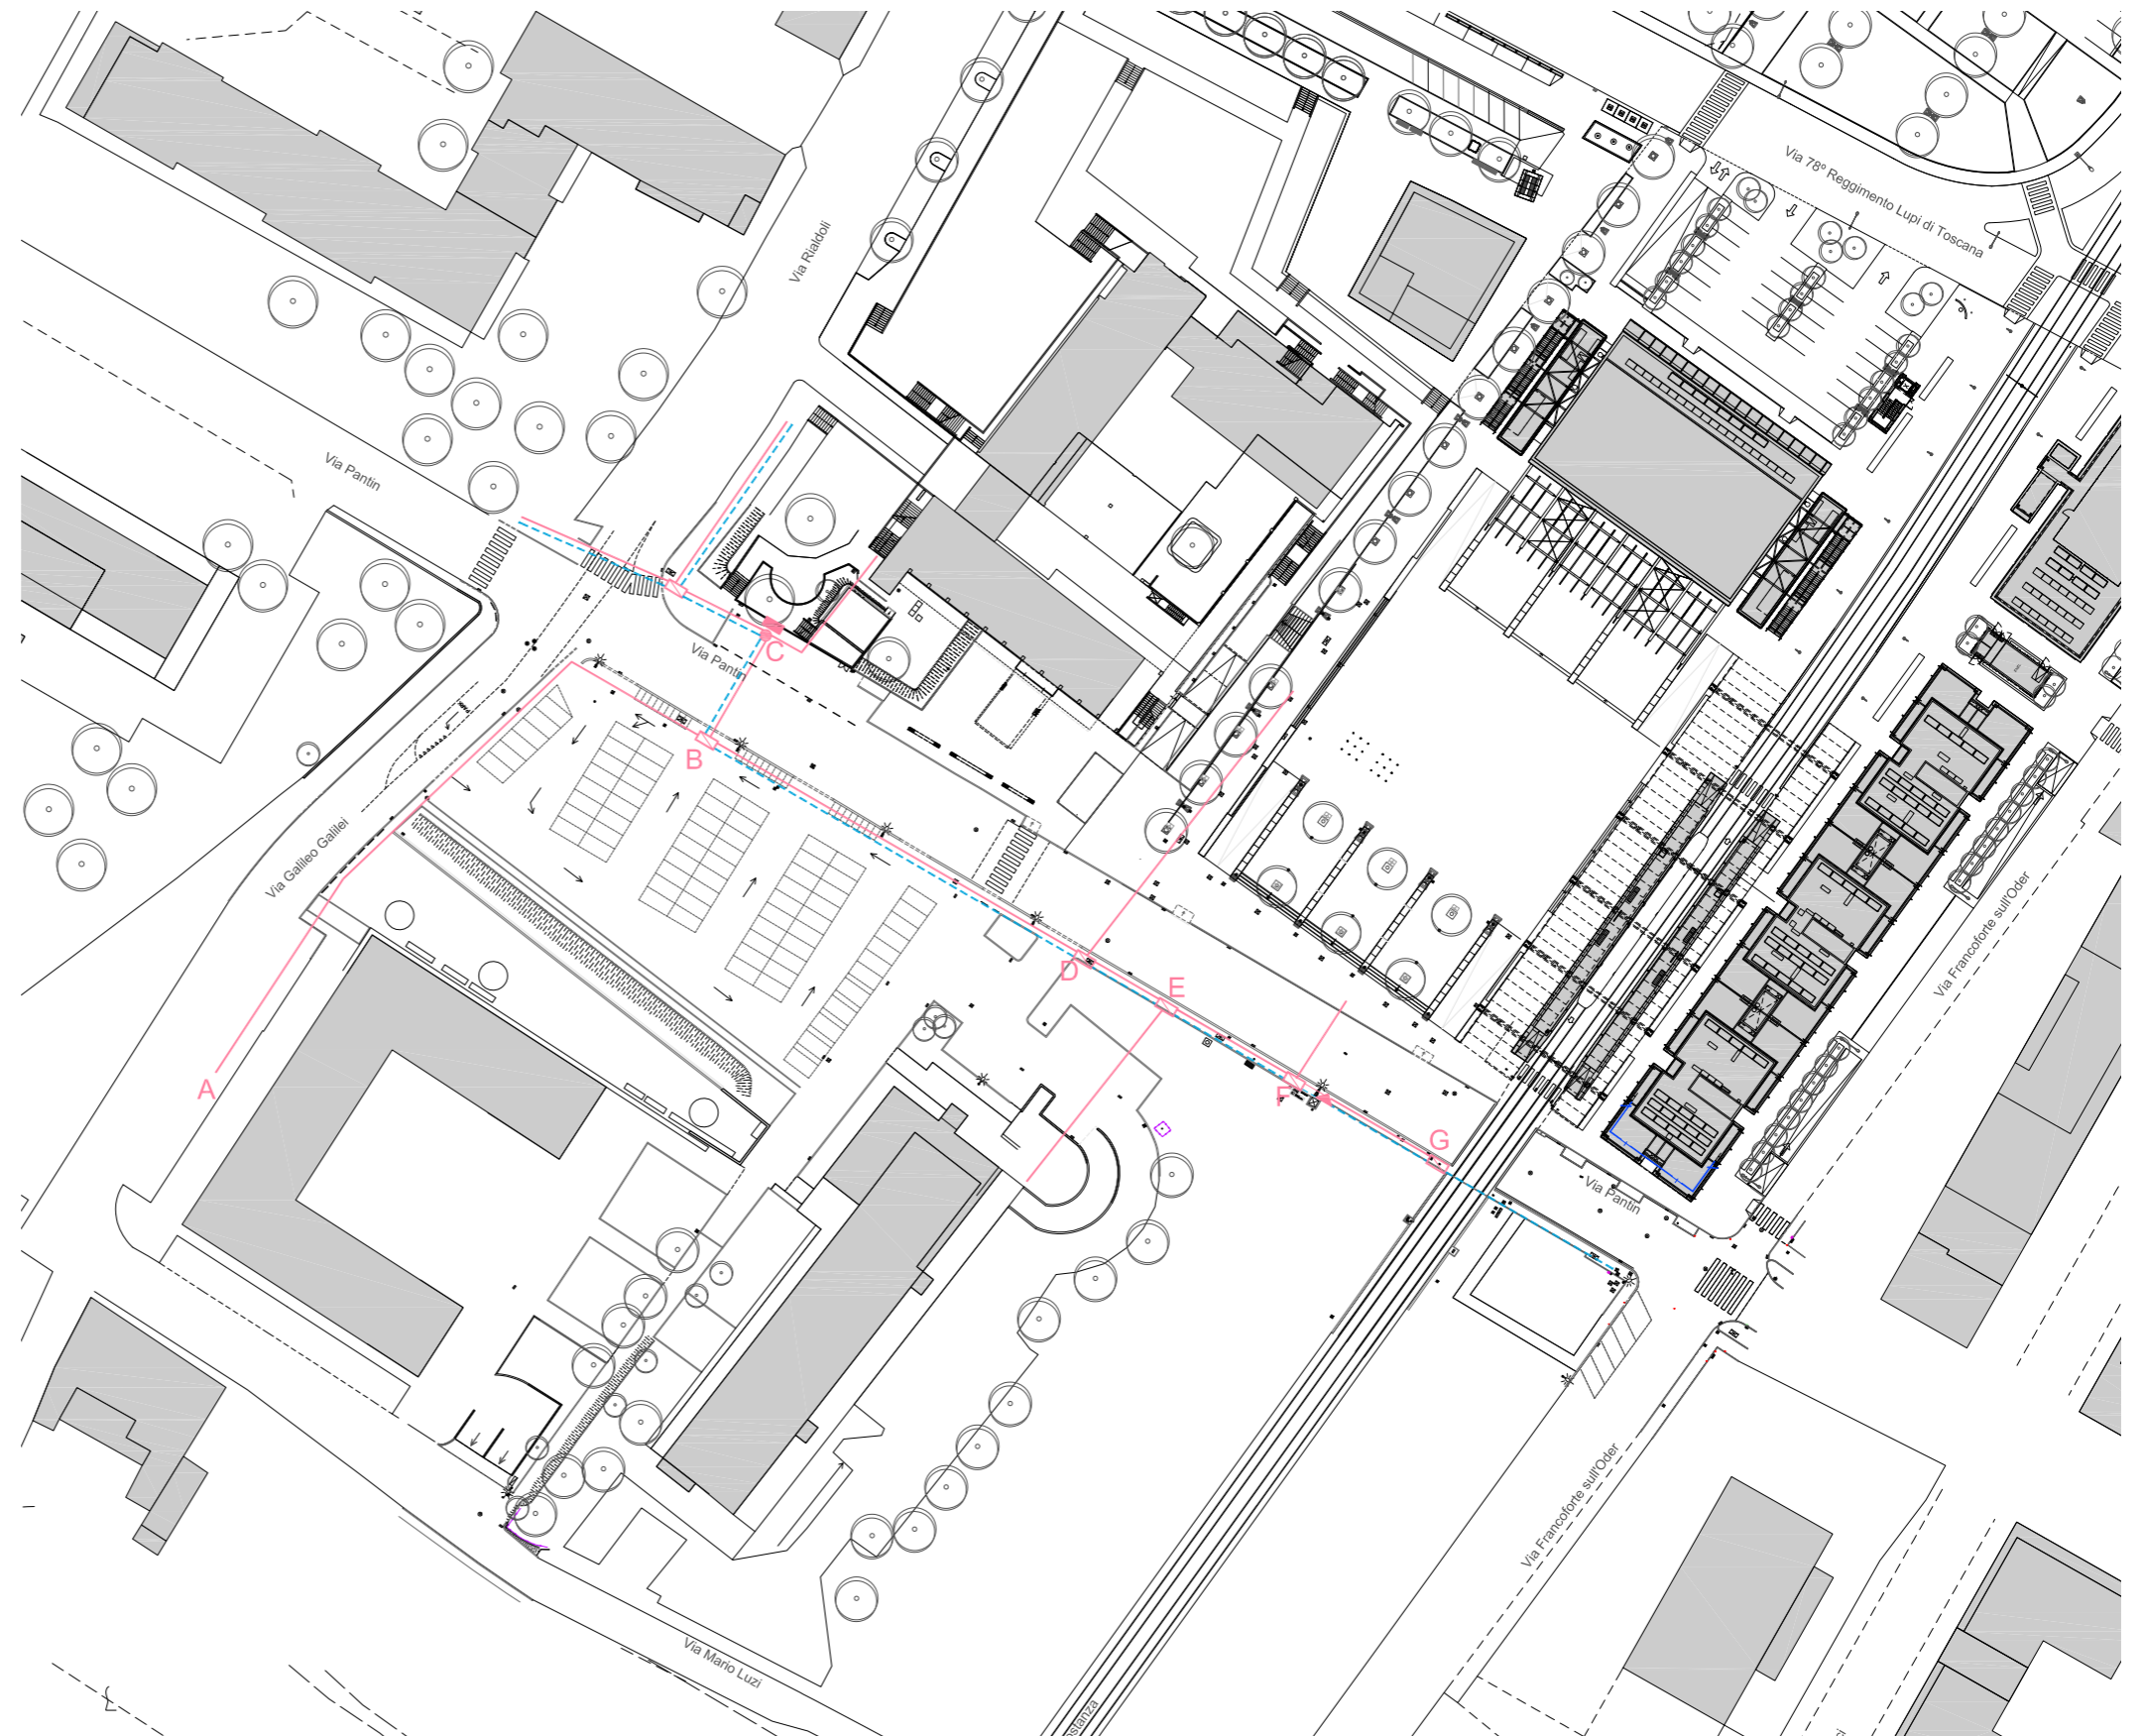 Via 78º Reggimento Lupi di Toscana
Via Rialdoli
Via Pantin
C
Via Pantin
B
Via Galileo Galilei
Via Francoforte sull'Oder
D
E
A
F
G
Via Pantin
Via Francoforte sull'Oder
Via Mario Luzi